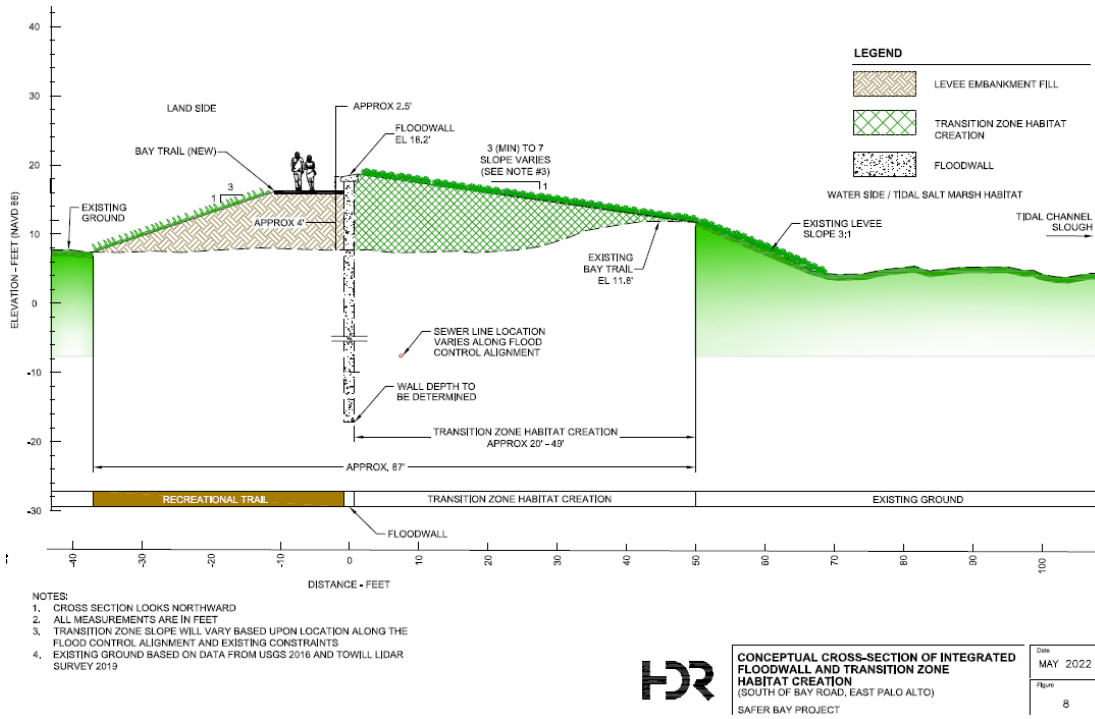 40
30
20
10
0
-10
-20
-30
ELEVATION - FEET (NAVD 88)
LAND SIDE
BAY TRAIL (NEW)
EXISTING
GROUND
3
1
APPROX 2.5'
FLOODWALL
EL 18.2'
APPROX 4'
3 (MIN) TO 7
SLOPE VARIES
(SEE NOTE #3)
1
LEGEND
LEVEE EMBANKMENT FILL
TRANSITION ZONE HABITAT
CREATION
FLOODWALL
WATER SIDE / TIDAL SALT MARSH HABITAT
EXISTING LEVEE
SLOPE 3:1
TIDAL CHANNEL
SLOUGH
EXISTING
BAY TRAIL
EL 11.8'
SEWER LINE LOCATION
VARIES ALONG FLOOD
CONTROL ALIGNMENT
WALL DEPTH TO
BE DETERMINED
TRANSITION ZONE HABITAT CREATION
APPROX 20' - 49'
APPROX, 87'
RECREATIONAL TRAIL
TRANSITION ZONE HABITAT CREATION
EXISTING GROUND
FLOODWALL
-40
-30
-20
-10
0
10
20
30
40
50
60
70
80
90
100
DISTANCE - FEET
NOTES:
1. CROSS SECTION LOOKS NORTHWARD
2. ALL MEASUREMENTS ARE IN FEET
3. TRANSITION ZONE SLOPE WILL VARY BASED UPON LOCATION ALONG THE
FLOOD CONTROL ALIGNMENT AND EXISTING CONSTRAINTS
4. EXISTING GROUND BASED ON DATA FROM USGS 2016 AND TOWILL LIDAR
SURVEY 2019
HDR
CONCEPTUAL CROSS-SECTION OF INTEGRATED
FLOODWALL AND TRANSITION ZONE
HABITAT CREATION
(SOUTH OF BAY ROAD, EAST PALO ALTO)
SAFER BAY PROJECT
Date
MAY 2022
Figure
8